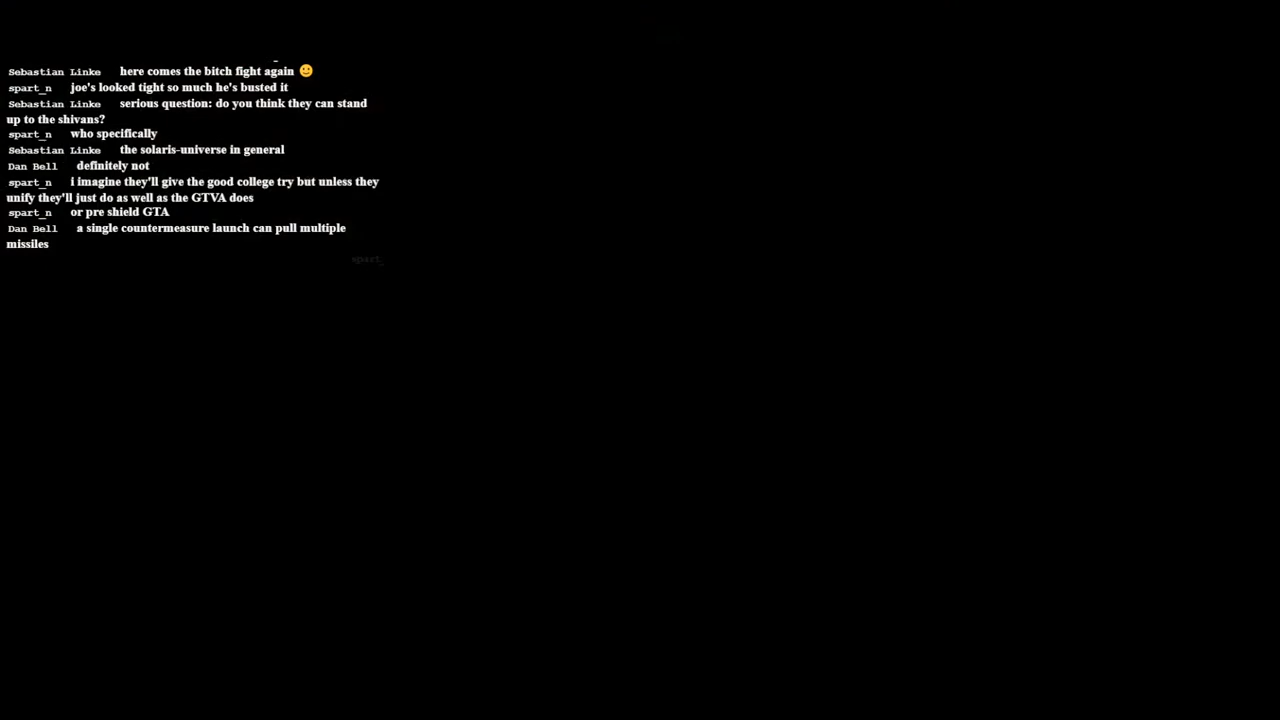 Sebastian Linke here comes the bitch fight again 🙂
spart_n joe's looked tight so much he's busted it
Sebastian Linke serious question: do you think they can stand
up to the shivans?
spart_n who specifically
Sebastian Linke the solaris-universe in general
Dan Bell definitely not
spart_n i imagine they'll give the good college try but unless they
unify they'll just do as well as the GTVA does
spart_n or pre shield GTA
Dan Bell a single countermeasure launch can pull multiple
missiles
spart_